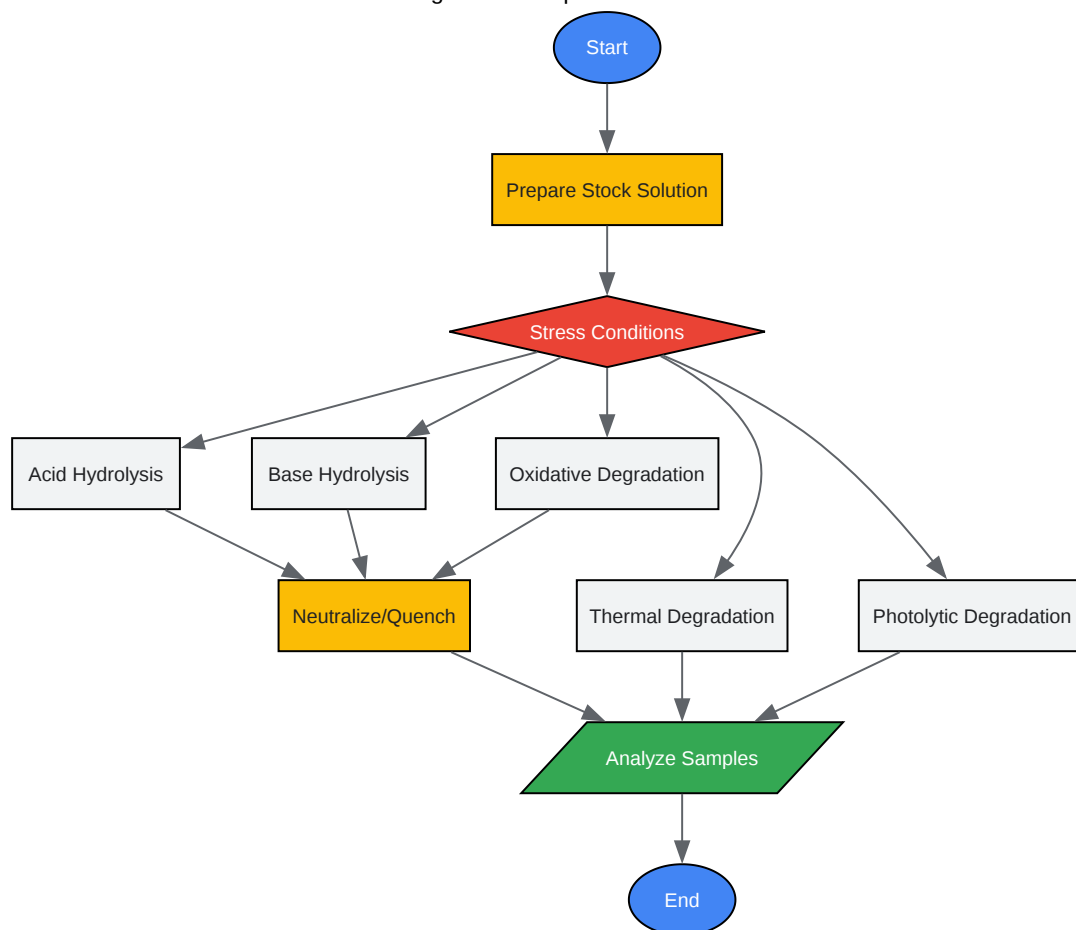 Start
Prepare Stock Solution
Stress Conditions
Acid Hydrolysis
Base Hydrolysis
Oxidative Degradation
Neutralize/Quench
Thermal Degradation
Photolytic Degradation
Analyze Samples
End